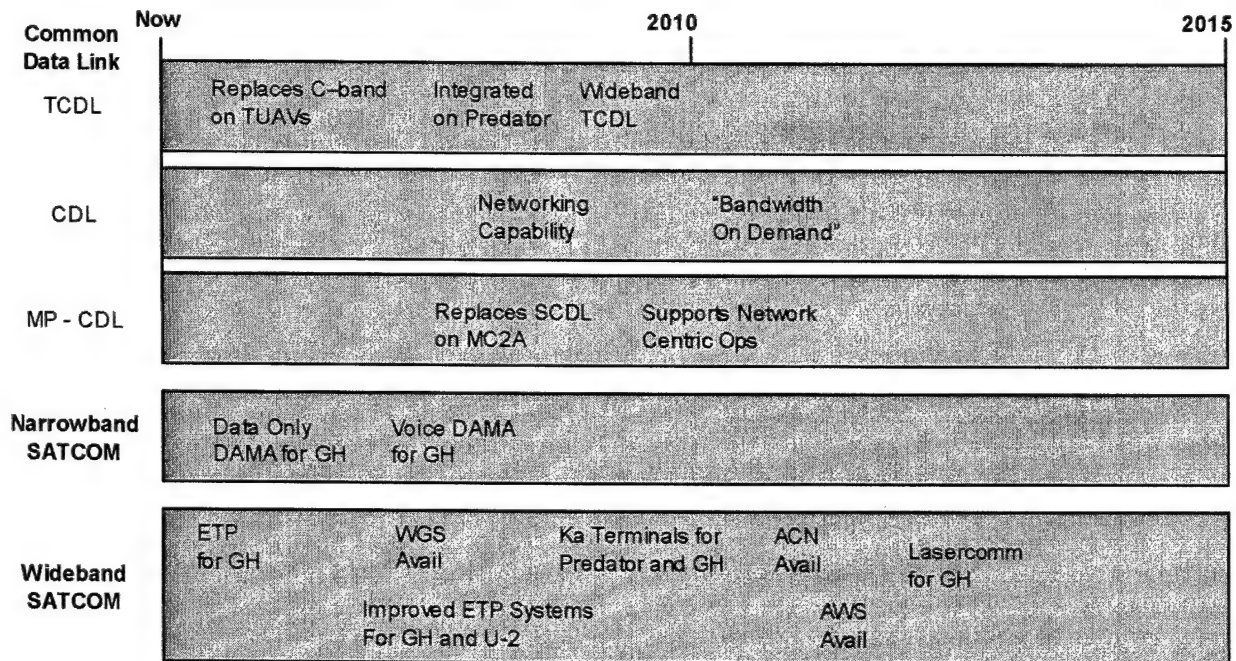 Now 2010 2015
Common
Data Link
TCDL
Replaces C-band
on TUAVs
Integrated
on Predator
Wideband
TCDL
CDL
Networking
Capability
"Bandwidth
On Demand"
MP - CDL
Replaces SCDL
on MC2A
Supports Network
Centric Ops
Narrowband
SATCOM
Data Only
DAMA for GH
Voice DAMA
for GH
Wideband
SATCOM
ETP
for GH
WGS
Avail
Ka Terminals for
Predator and GH
ACN
Avail
Lasercomm
for GH
Improved ETP Systems
For GH and U-2
AWS
Avail